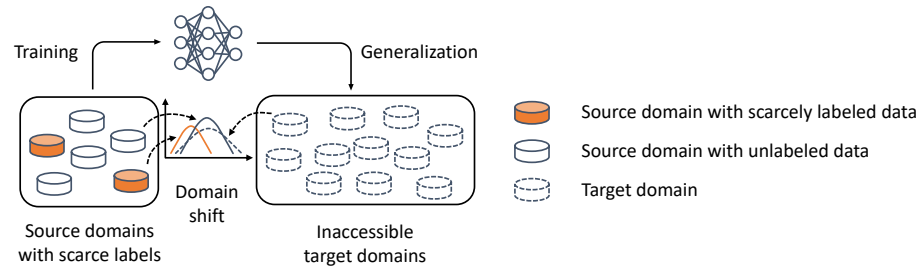 Training
Generalization
Domain
shift
Source domains
with scarce labels
Inaccessible
target domains
Source domain with scarcely labeled data
Source domain with unlabeled data
Target domain